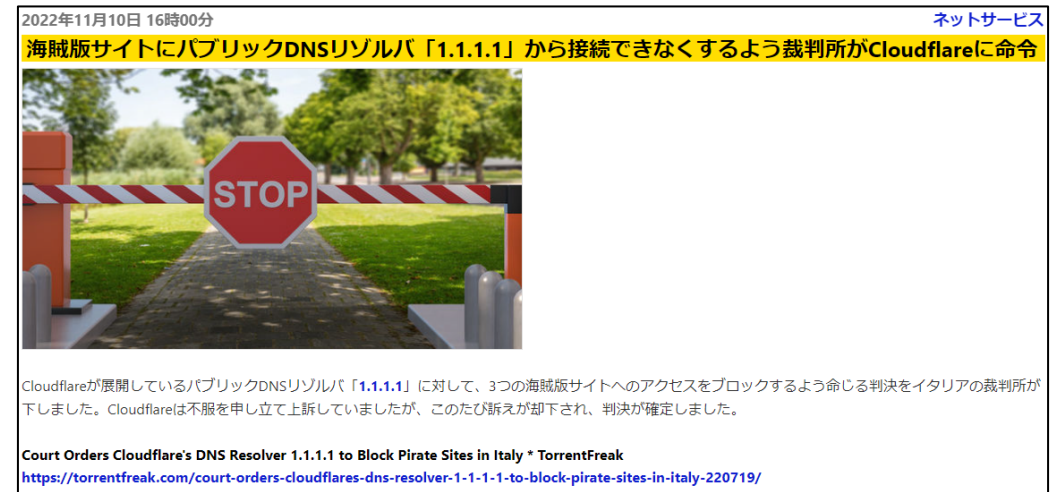 2022年11月10日 16時00分
ネットサービス
海賊版サイトにパブリックDNSリゾルバ「1.1.1.1」から接続できなくするよう裁判所がCloudflareに命令
STOP
Cloudflareが展開しているパブリックDNSリゾルバ「1.1.1.1」に対して、3つの海賊版サイトへのアクセスをブロックするよう命じる判決をイタリアの裁判所が
下しました。Cloudflareは不服を申し立て上訴していましたが、このたび訴えが却下され、判決が確定しました。
Court Orders Cloudflare's DNS Resolver 1.1.1.1 to Block Pirate Sites in Italy * TorrentFreak
https://torrentfreak.com/court-orders-cloudflares-dns-resolver-1-1-1-1-to-block-pirate-sites-in-italy-220719/